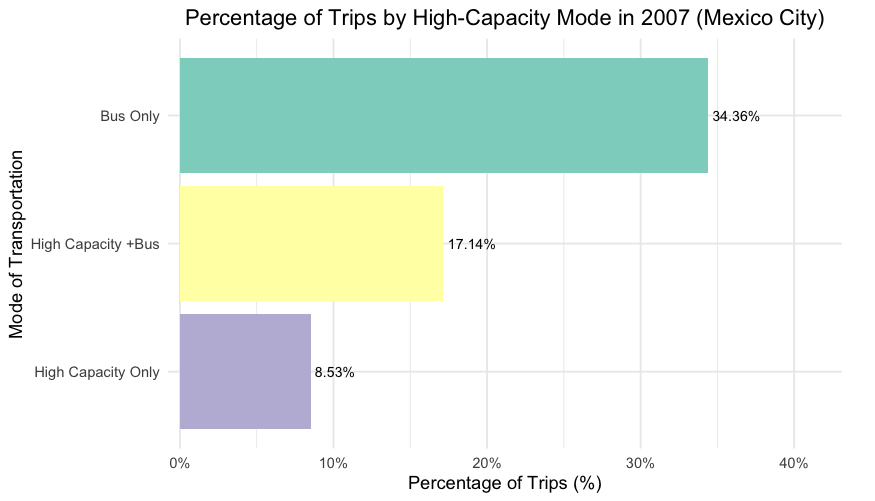 Percentage of Trips by High-Capacity Mode in 2007 (Mexico City)
Mode of Transportation
Bus Only
34.36%
High Capacity +Bus
17.14%
High Capacity Only
8.53%
0% 10% 20% 30% 40%
Percentage of Trips (%)